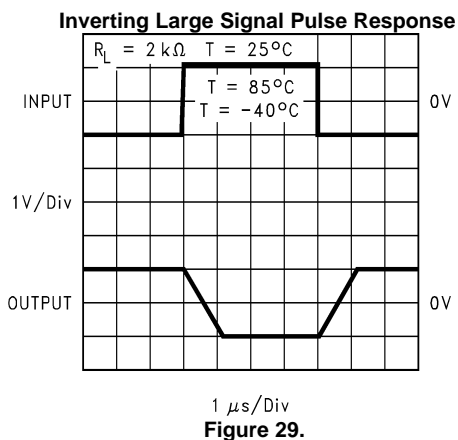 Inverting Large Signal Pulse Response
R_L = 2 kΩ T = 25°C
T = 85°C
T = -40°C
INPUT 0V
1V/Div
OUTPUT 0V
1 μs/Div
Figure 29.